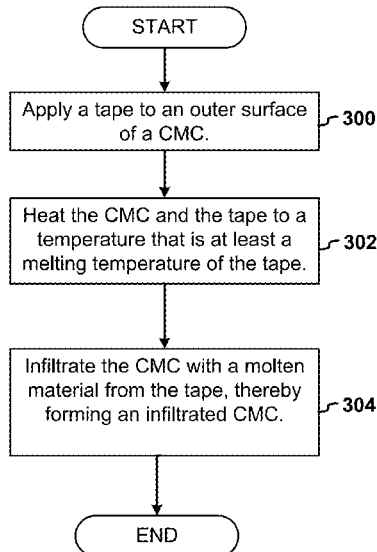 START
Apply a tape to an outer surface
of a CMC.
300
Heat the CMC and the tape to a
temperature that is at least a
melting temperature of the tape.
302
Infiltrate the CMC with a molten
material from the tape, thereby
forming an infiltrated CMC.
304
END